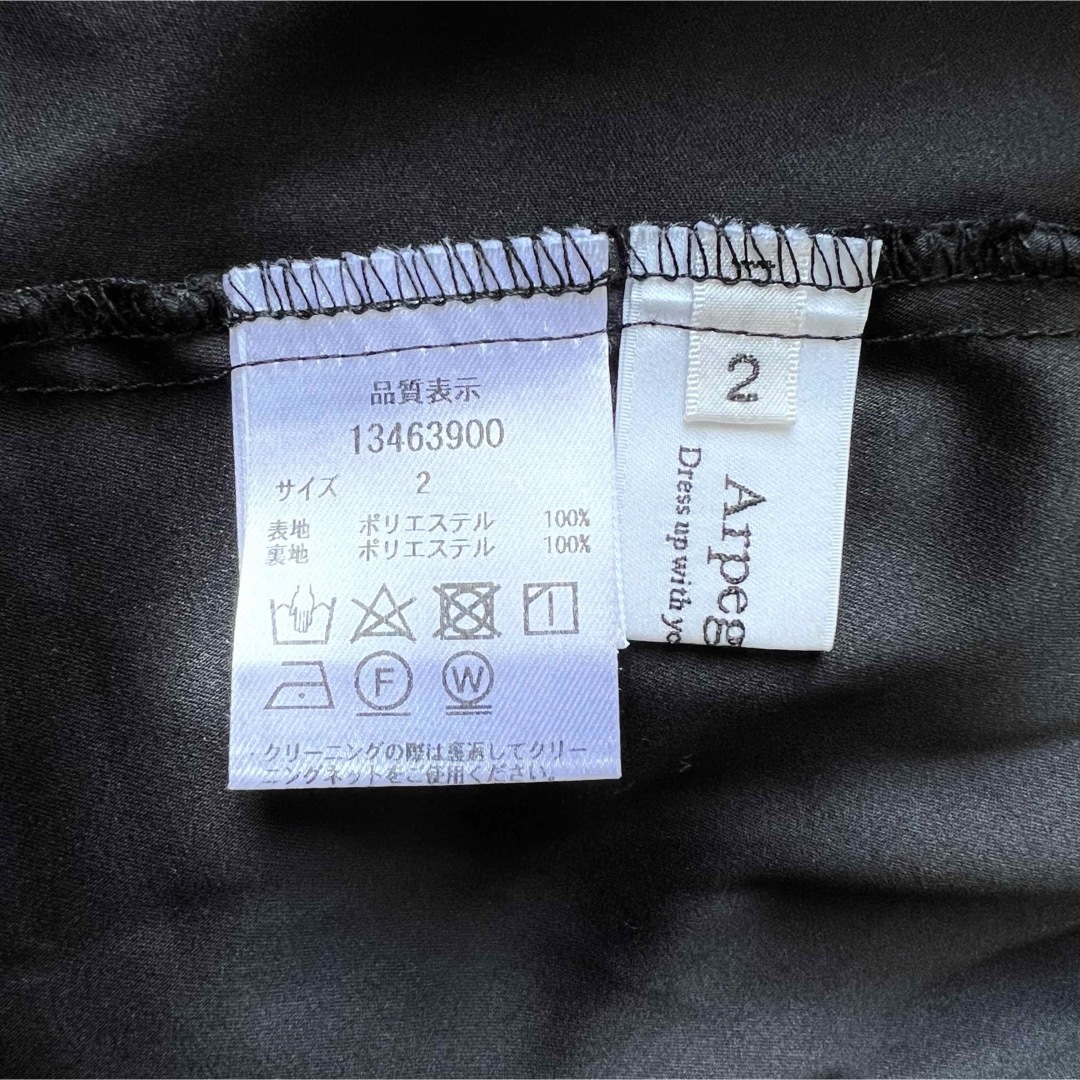 品質表示
13463900
サイズ 2
表地 ポリエステル 100%
裏地 ポリエステル 100%
F
W
クリーニングの際は裏返してクリー
ニングネットをご使用ください。
2
Arpeg
Dress up with yo